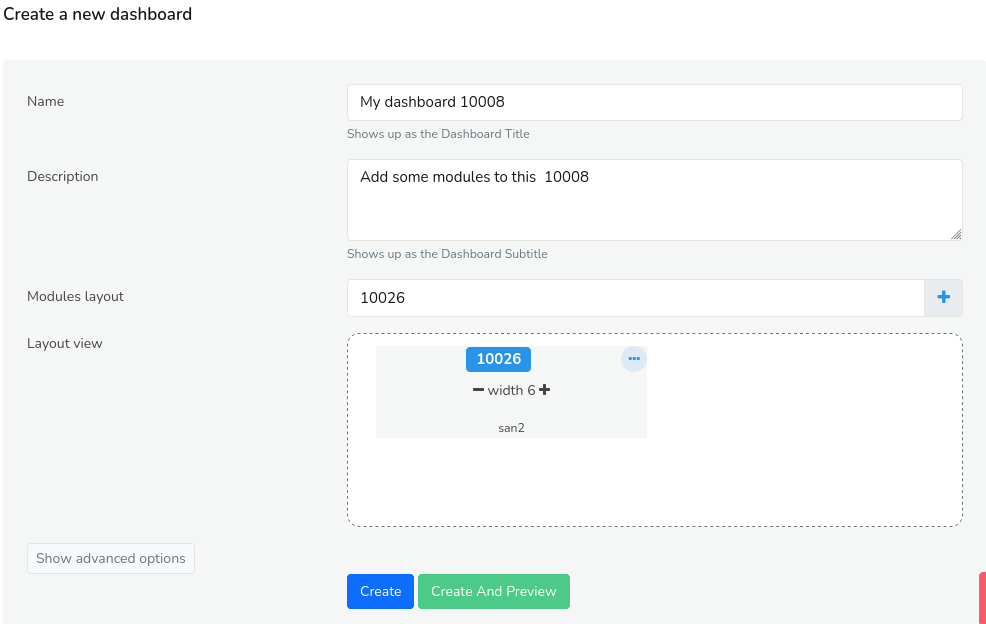 Create a new dashboard
Name
My dashboard 10008
Shows up as the Dashboard Title
Description
Add some modules to this  10008
Shows up as the Dashboard Subtitle
Modules layout
10026
Layout view
10026
width 6
san2
Show advanced options
Create
Create And Preview